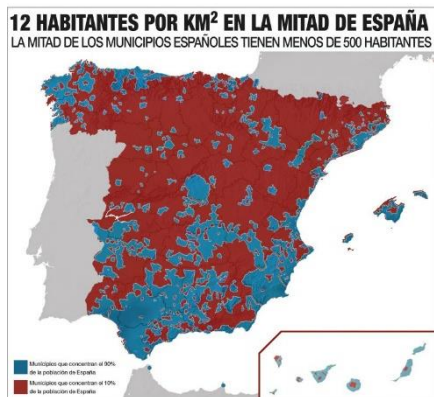 12 HABITANTES POR KM² EN LA MITAD DE ESPAÑA
LA MITAD DE LOS MUNICIPIOS ESPAÑOLES TIENEN MENOS DE 500 HABITANTES
Municipios que concentran el 90%
de la población de España
Municipios que concentran el 10%
de la población de España